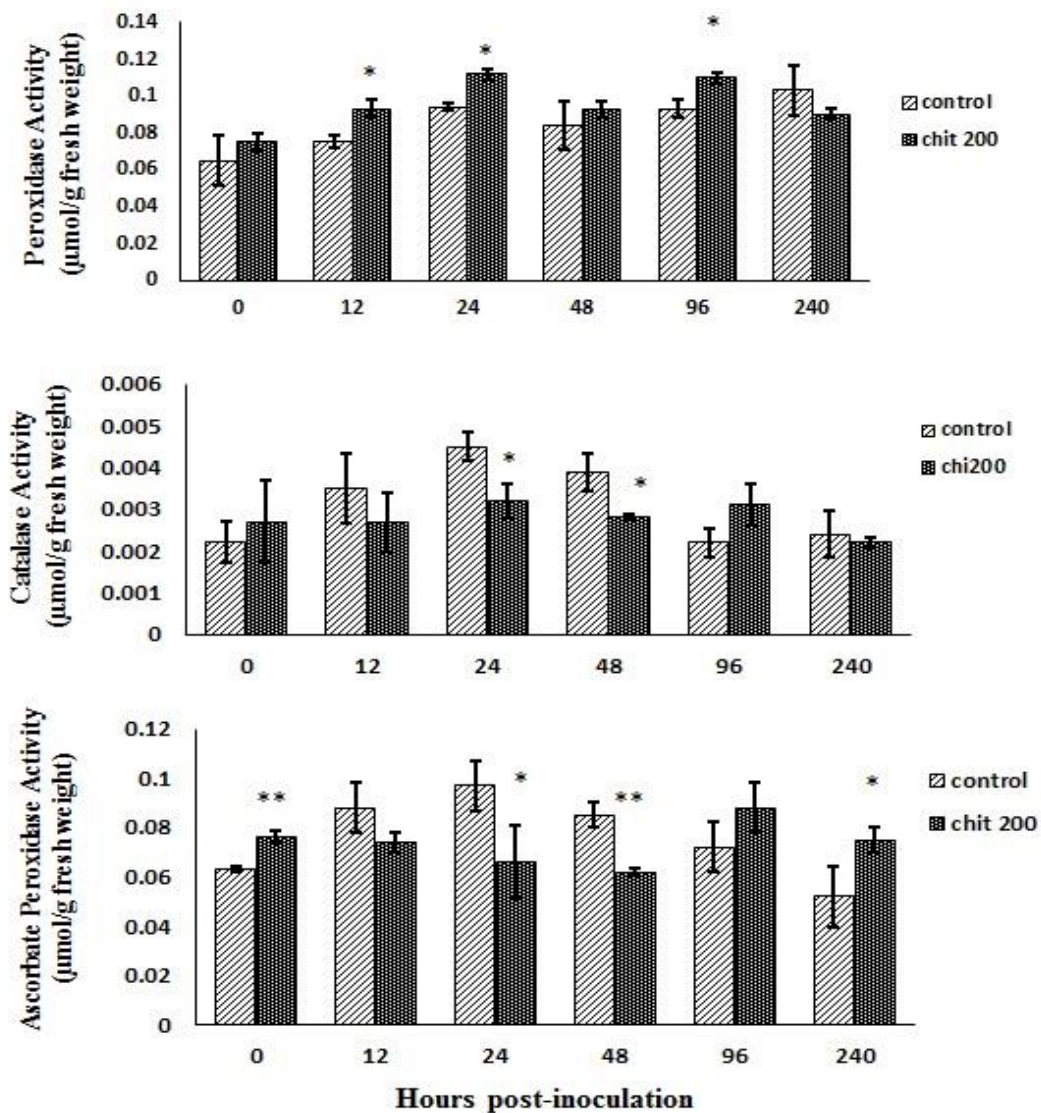 Peroxidase Activity
(µmol/g fresh weight)
0.14
0.12
0.1
0.08
0.06
0.04
0.02
0
* * *
0 12 24 48 96 240
control
chit 200
Catalase Activity
(µmol/g fresh weight)
0.006
0.005
0.004
0.003
0.002
0.001
0
* *
0 12 24 48 96 240
control
chi200
Ascorbate Peroxidase Activity
(µmol/g fresh weight)
0.12
0.1
0.08
0.06
0.04
0.02
0
** * ** *
0 12 24 48 96 240
control
chit 200
Hours post-inoculation